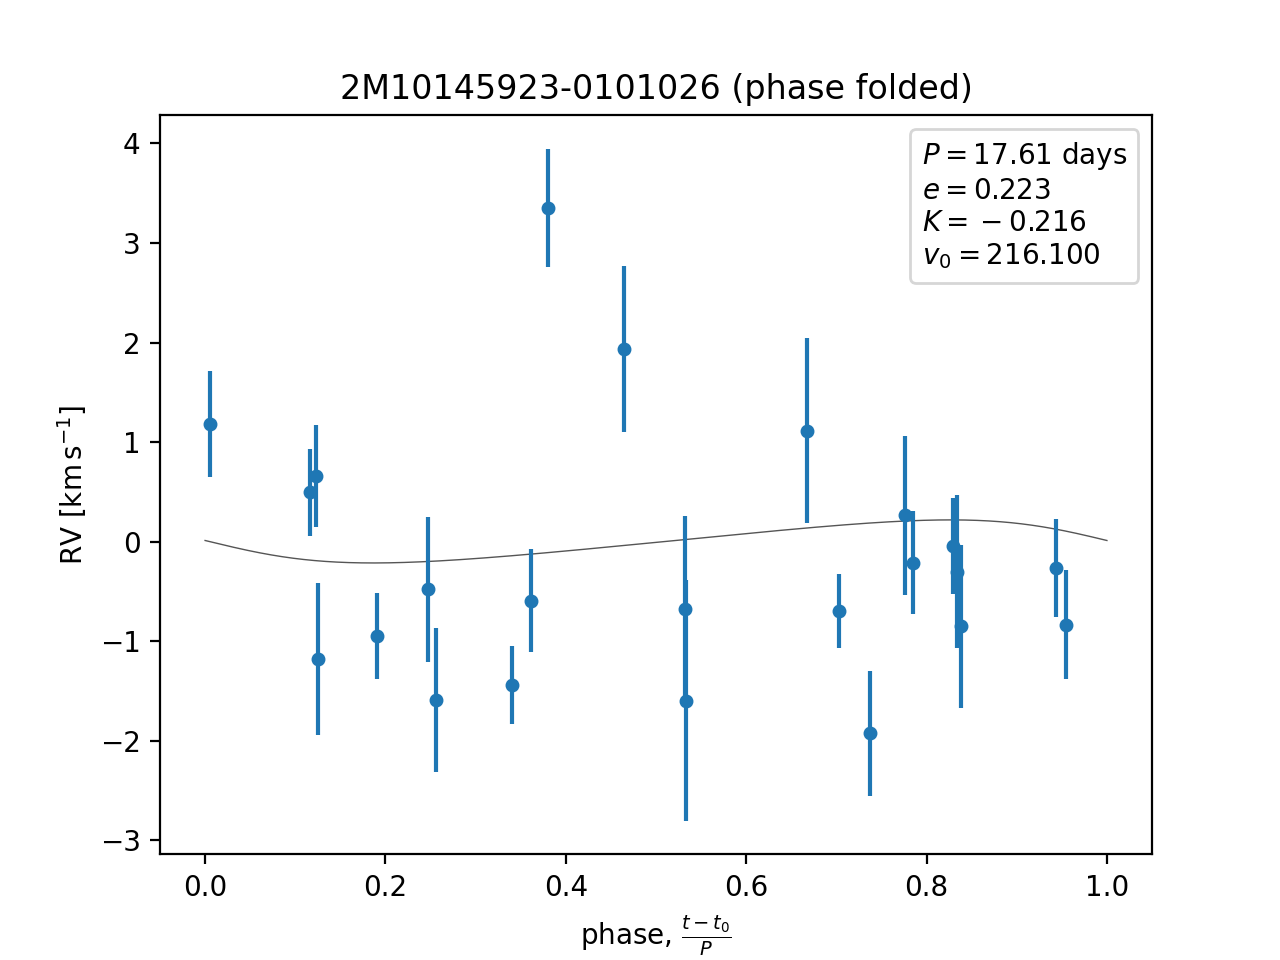 2M10145923-0101026 (phase folded)
P = 17.61 days
e = 0.223
K = −0.216
v₀ = 216.100
4
3
2
1
0
−1
−2
−3
RV [km s⁻¹]
0.0 0.2 0.4 0.6 0.8 1.0
phase, (t − t₀)/P